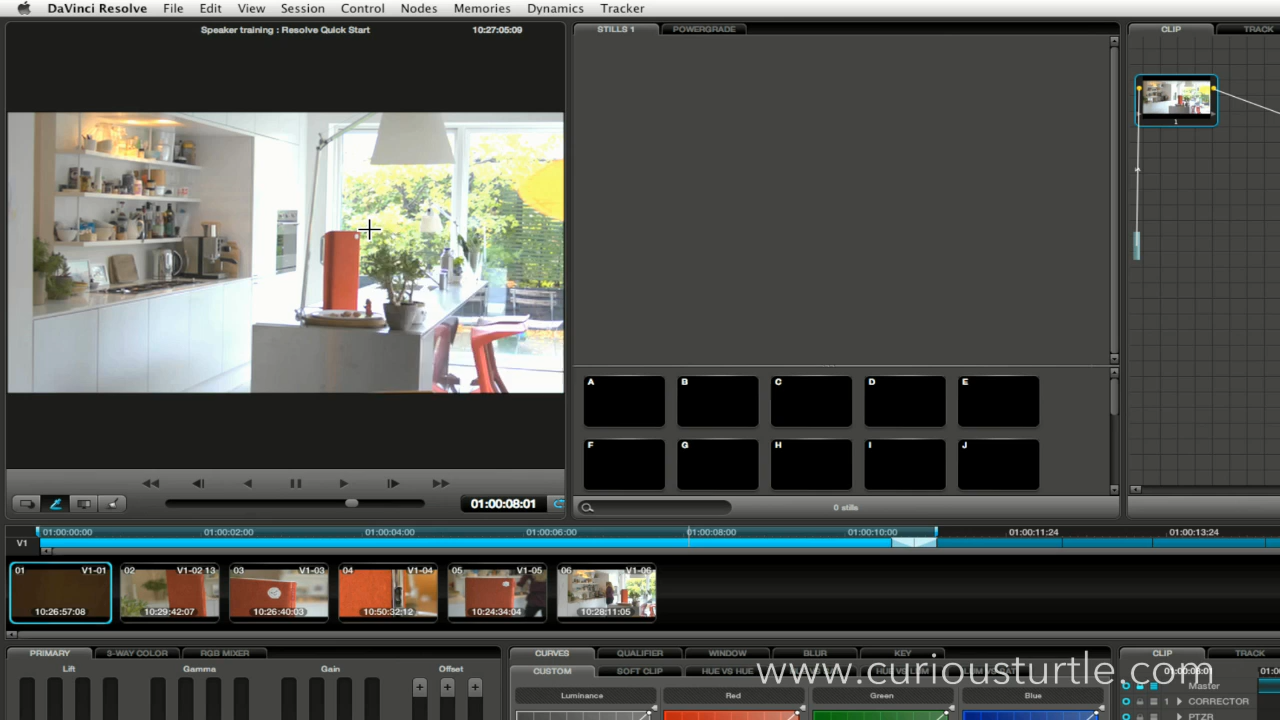 DaVinci Resolve File Edit View Session Control Nodes Memories Dynamics Tracker
Speaker training : Resolve Quick Start 10:27:05:09
STILLS 1 POWERGRADE
CLIP TRACK
1
A B C D E
F G H I J
01:00:08:01
0 stills
01:00:00:00 01:00:02:00 01:00:04:00 01:00:06:00 01:00:08:00 01:00:10:00 01:00:11:24 01:00:13:24
V1
01 V1-01 02 V1-02 13 03 V1-03 04 V1-04 05 V1-05 06 V1-06
10:26:57:08 10:29:42:07 10:26:40:03 10:50:32:12 10:24:34:04 10:28:11:05
PRIMARY 3-WAY COLOR RGB MIXER
CURVES QUALIFIER WINDOW BLUR KEY
CLIP TRACK
Lift Gamma Gain Offset
CUSTOM SOFT CLIP HUE VS HUE
www.curiousturtle.com
Master
Luminance Red Green Blue
1 CORRECTOR
PTZR